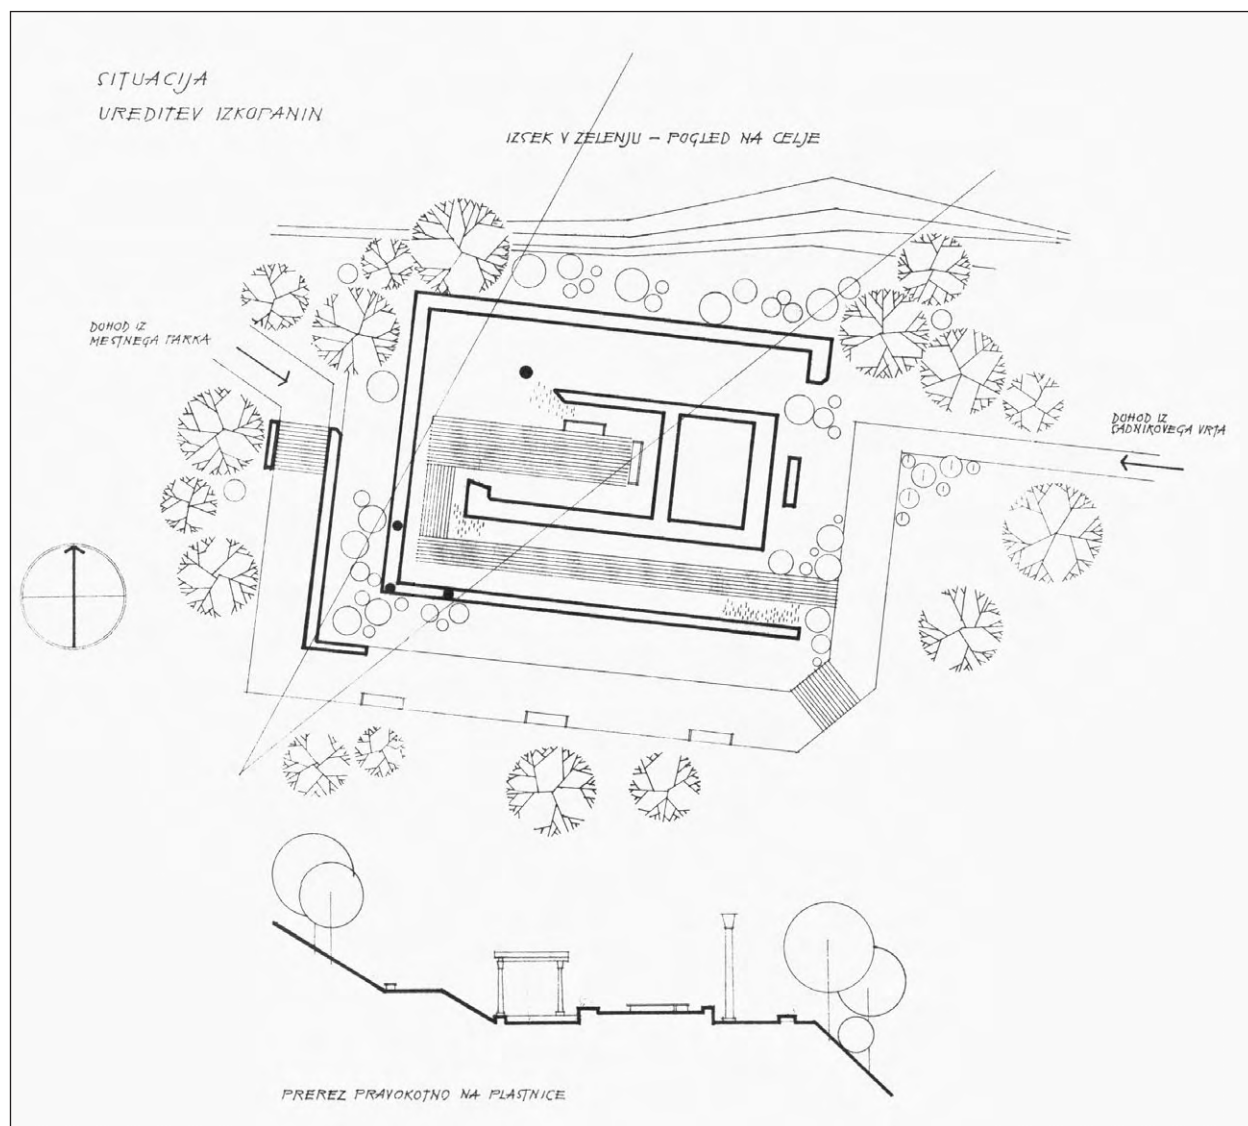 SITUACIJA
UREDITEV IZKOPANIN
IZSEK V ZELENJU – POGLED NA CELJE
DOHOD IZ
MESTNEGA PARKA
DOHOD IZ
SADNIKOVEGA VRTA
PREREZ PRAVOKOTNO NA PLASTNICE